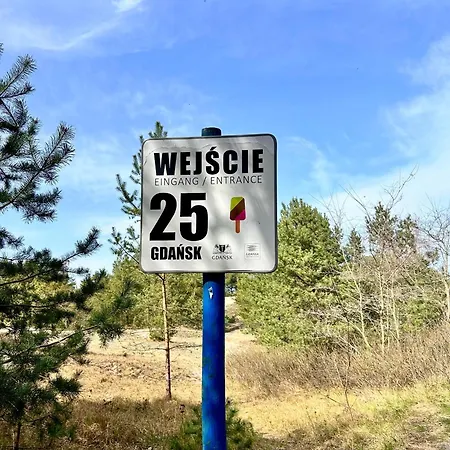 WEJŚCIE
EINGANG / ENTRANCE
25
GDAŃSK
GDAŃSK